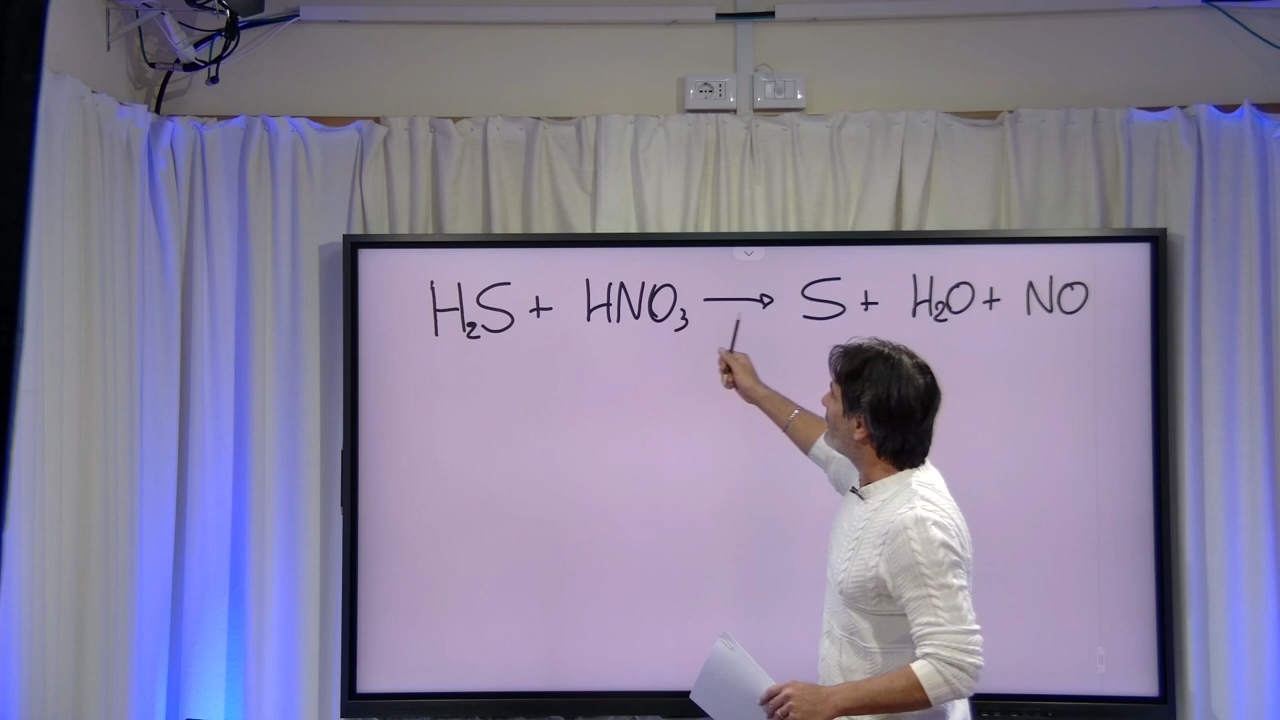 H₂S + HNO₃ → S + H₂O + NO